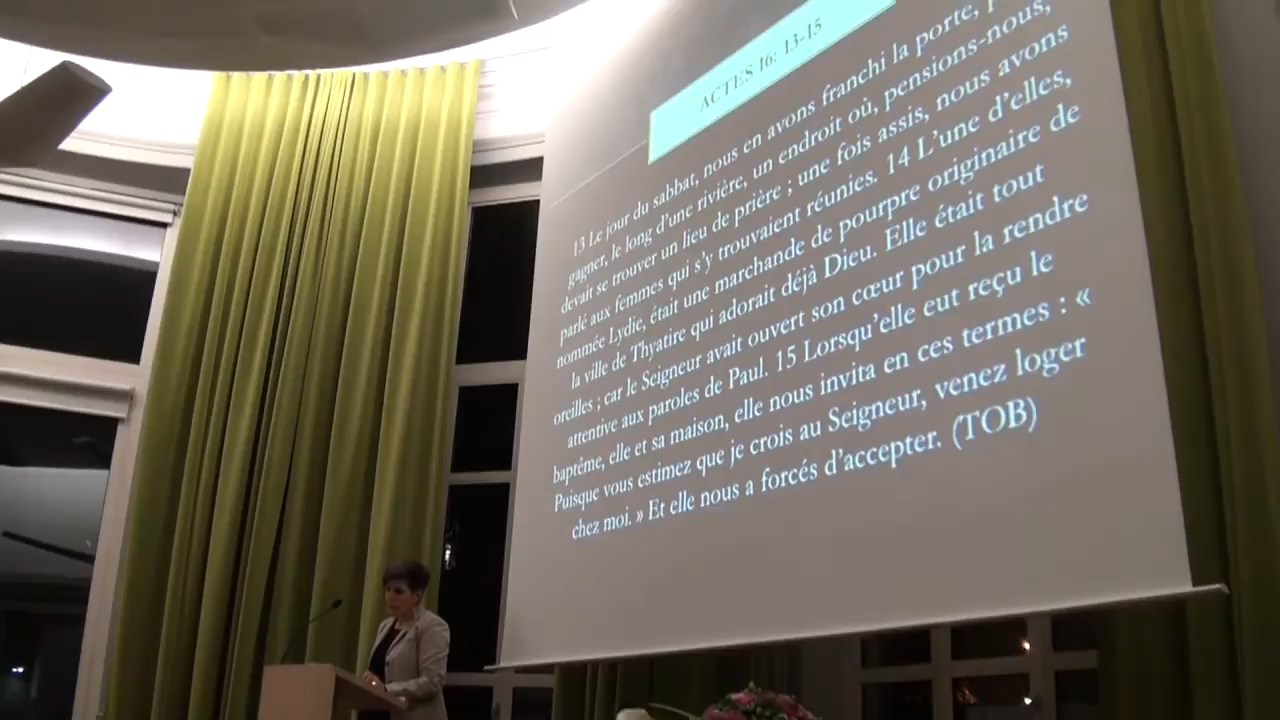 ACTES 16: 13-15
13 Le jour du sabbat, nous en avons franchi la porte,
gagner, le long d'une rivière, un endroit où, pensions-nous,
devait se trouver un lieu de prière ; une fois assis, nous avons
parlé aux femmes qui s'y trouvaient réunies. 14 L'une d'elles,
nommée Lydie, était une marchande de pourpre originaire de
la ville de Thyatire qui adorait déjà Dieu. Elle était tout
oreilles ; car le Seigneur avait ouvert son cœur pour la rendre
attentive aux paroles de Paul. 15 Lorsqu'elle eut reçu le
baptême, elle et sa maison, elle nous invita en ces termes : «
Puisque vous estimez que je crois au Seigneur, venez loger
chez moi. » Et elle nous a forcés d'accepter. (TOB)